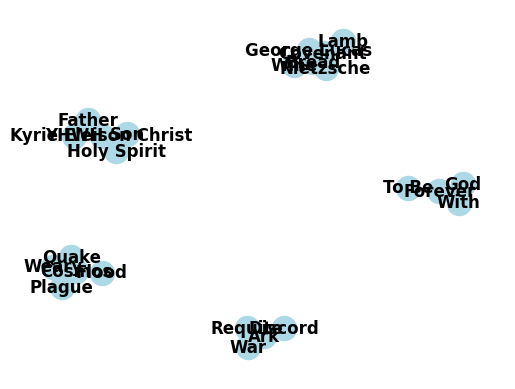 Lamb
George Lucas
Covenant
Wine
Bread
Nietzsche
Father
Kyrie Eleison
YHWH
Son
Christ
Holy Spirit
To Be
Forever
God
With
Quake
Weary
Cosmos
Flood
Plague
Requite
Discord
Ark
War